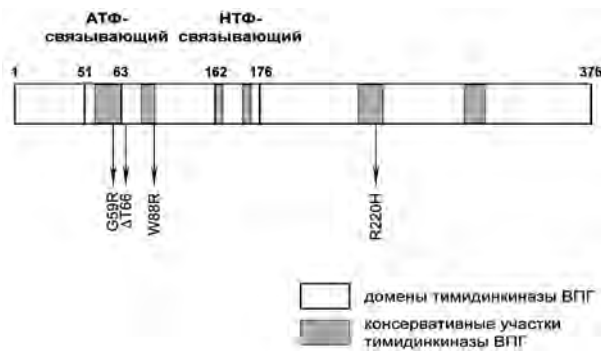 АТФ-
связывающий
НТФ-
связывающий
1 51 63 162 176 376
G59R
ΔT66
W88R
R220H
домены тимидинкиназы ВПГ
консервативные участки
тимидинкиназы ВПГ